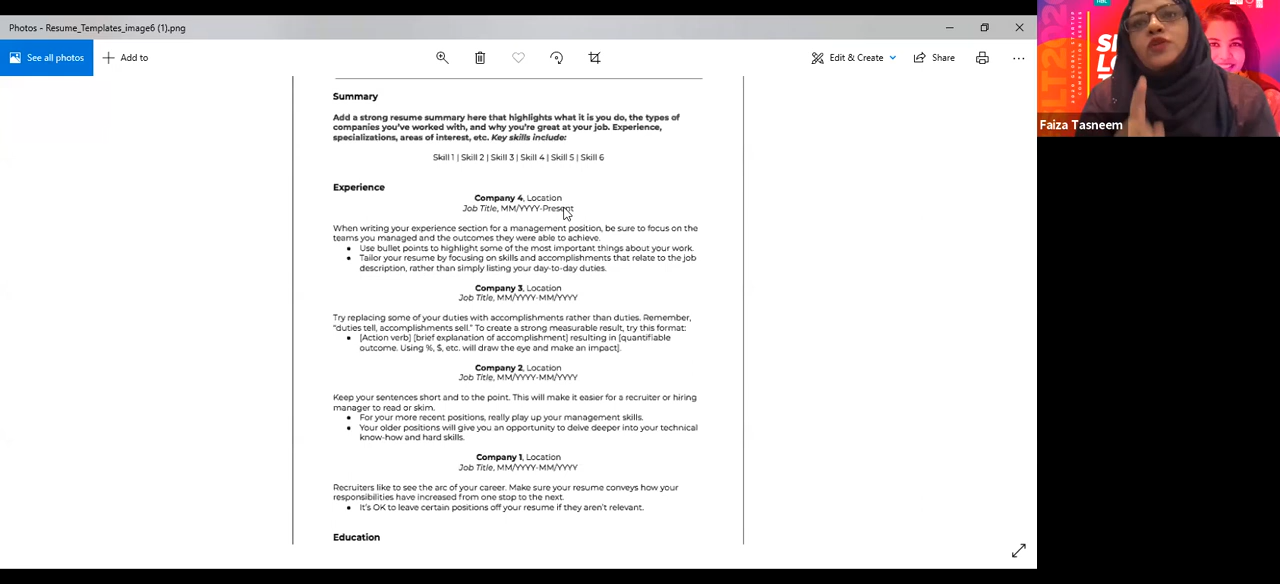 Photos - Resume_Templates_image6 (1).png
See all photos
Add to
Edit & Create
Share
Summary
Add a strong resume summary here that highlights what it is you do, the types of
companies you've worked with, and why you're great at your job. Experience,
specializations, areas of interest, etc. Key skills include:
Skill 1 | Skill 2 | Skill 3 | Skill 4 | Skill 5 | Skill 6
Experience
Company 4, Location
Job Title, MM/YYYY-Present
When writing your experience section for a management position, be sure to focus on the
teams you managed and the outcomes they were able to achieve.
• Use bullet points to highlight some of the most important things about your work.
• Tailor your resume by focusing on skills and accomplishments that relate to the job
description, rather than simply listing your day-to-day duties.
Company 3, Location
Job Title, MM/YYYY-MM/YYYY
Try replacing some of your duties with accomplishments rather than duties. Remember,
“duties tell, accomplishments sell.” To create a strong measurable result, try this format:
• [Action verb] [brief explanation of accomplishment] resulting in [quantifiable
outcome. Using %, $, etc. will draw the eye and make an impact].
Company 2, Location
Job Title, MM/YYYY-MM/YYYY
Keep your sentences short and to the point. This will make it easier for a recruiter or hiring
manager to read or skim.
• For your more recent positions, really play up your management skills.
• Your older positions will give you an opportunity to delve deeper into your technical
know-how and hard skills.
Company 1, Location
Job Title, MM/YYYY-MM/YYYY
Recruiters like to see the arc of your career. Make sure your resume conveys how your
responsibilities have increased from one stop to the next.
• It's OK to leave certain positions off your resume if they aren't relevant.
Education
Faiza Tasneem